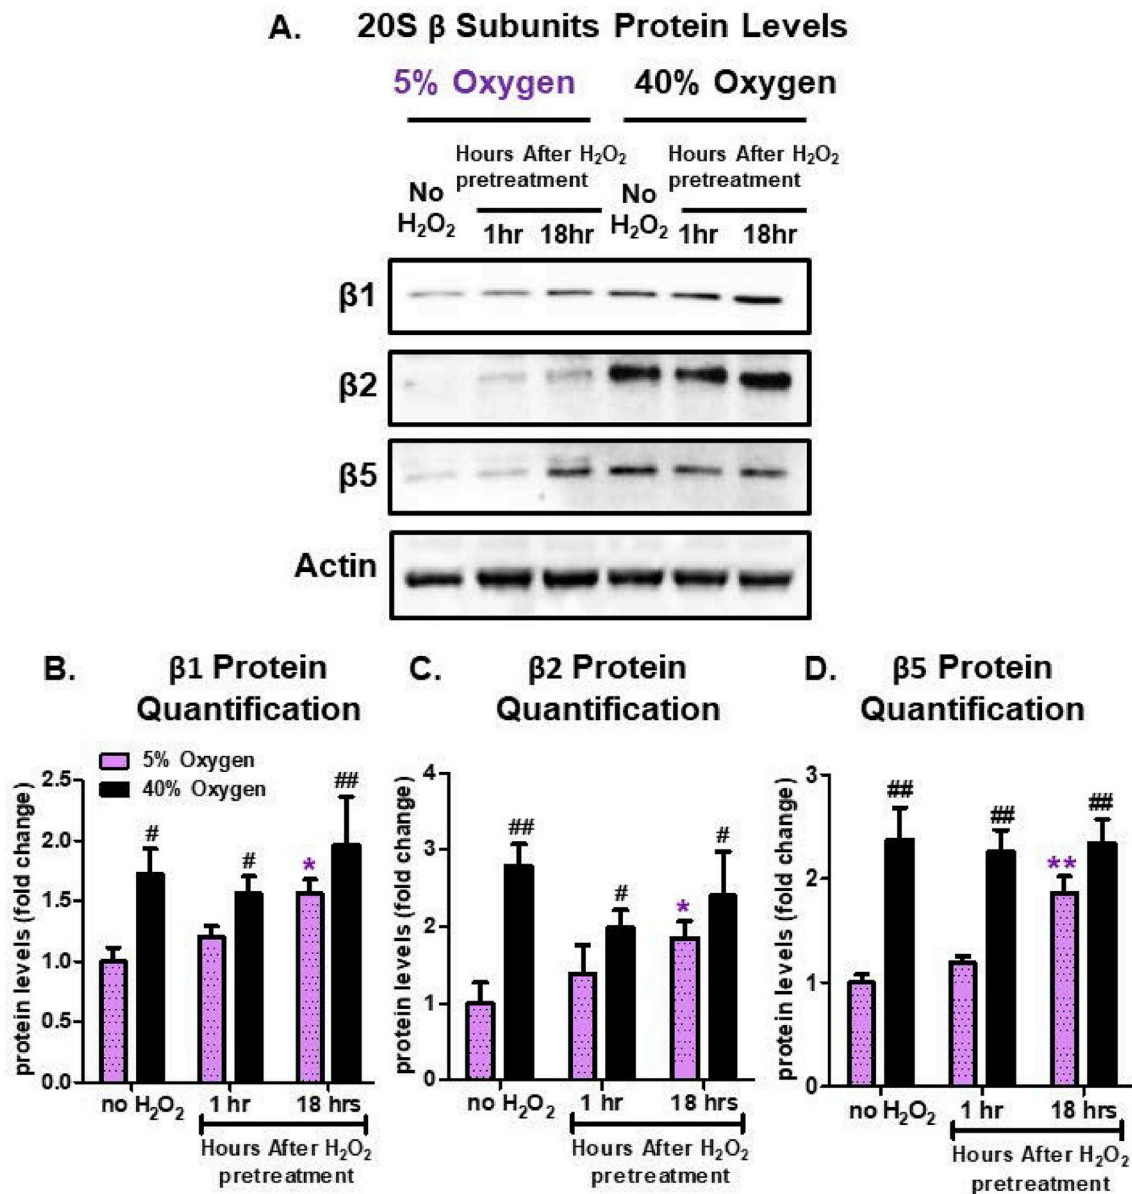 A. 20S β Subunits Protein Levels
5% Oxygen 40% Oxygen
Hours After H₂O₂ pretreatment
Hours After H₂O₂ pretreatment
No H₂O₂ 1hr 18hr No H₂O₂ 1hr 18hr
β1
β2
β5
Actin
B. β1 Protein
Quantification
5% Oxygen
40% Oxygen
protein levels (fold change)
2.5
2.0
1.5
1.0
0.5
0.0
# # * ##
no H₂O₂ 1 hr 18 hrs
Hours After H₂O₂
pretreatment
C. β2 Protein
Quantification
protein levels (fold change)
4
3
2
1
0
## # * #
no H₂O₂ 1 hr 18 hrs
Hours After H₂O₂
pretreatment
D. β5 Protein
Quantification
protein levels (fold change)
3
2
1
0
## ## ** ##
no H₂O₂ 1 hr 18 hrs
Hours After H₂O₂
pretreatment